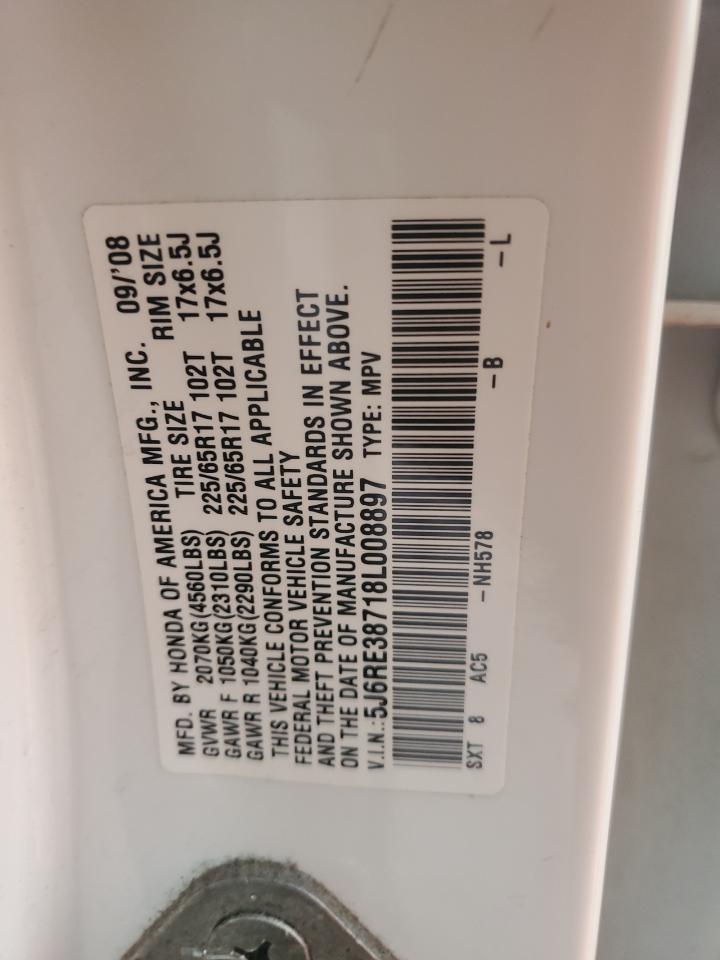 MFD. BY HONDA OF AMERICA MFG., INC. 09/'08
GVWR 2070KG(4560LBS) TIRE SIZE RIM SIZE
GAWR F 1050KG(2310LBS) 225/65R17 102T 17x6.5J
GAWR R 1040KG(2290LBS) 225/65R17 102T 17x6.5J
THIS VEHICLE CONFORMS TO ALL APPLICABLE
FEDERAL MOTOR VEHICLE SAFETY
AND THEFT PREVENTION STANDARDS IN EFFECT
ON THE DATE OF MANUFACTURE SHOWN ABOVE.
V.I.N.:5J6RE38718L008897 TYPE: MPV
SXT 8 AC5 -NH578 -B -L